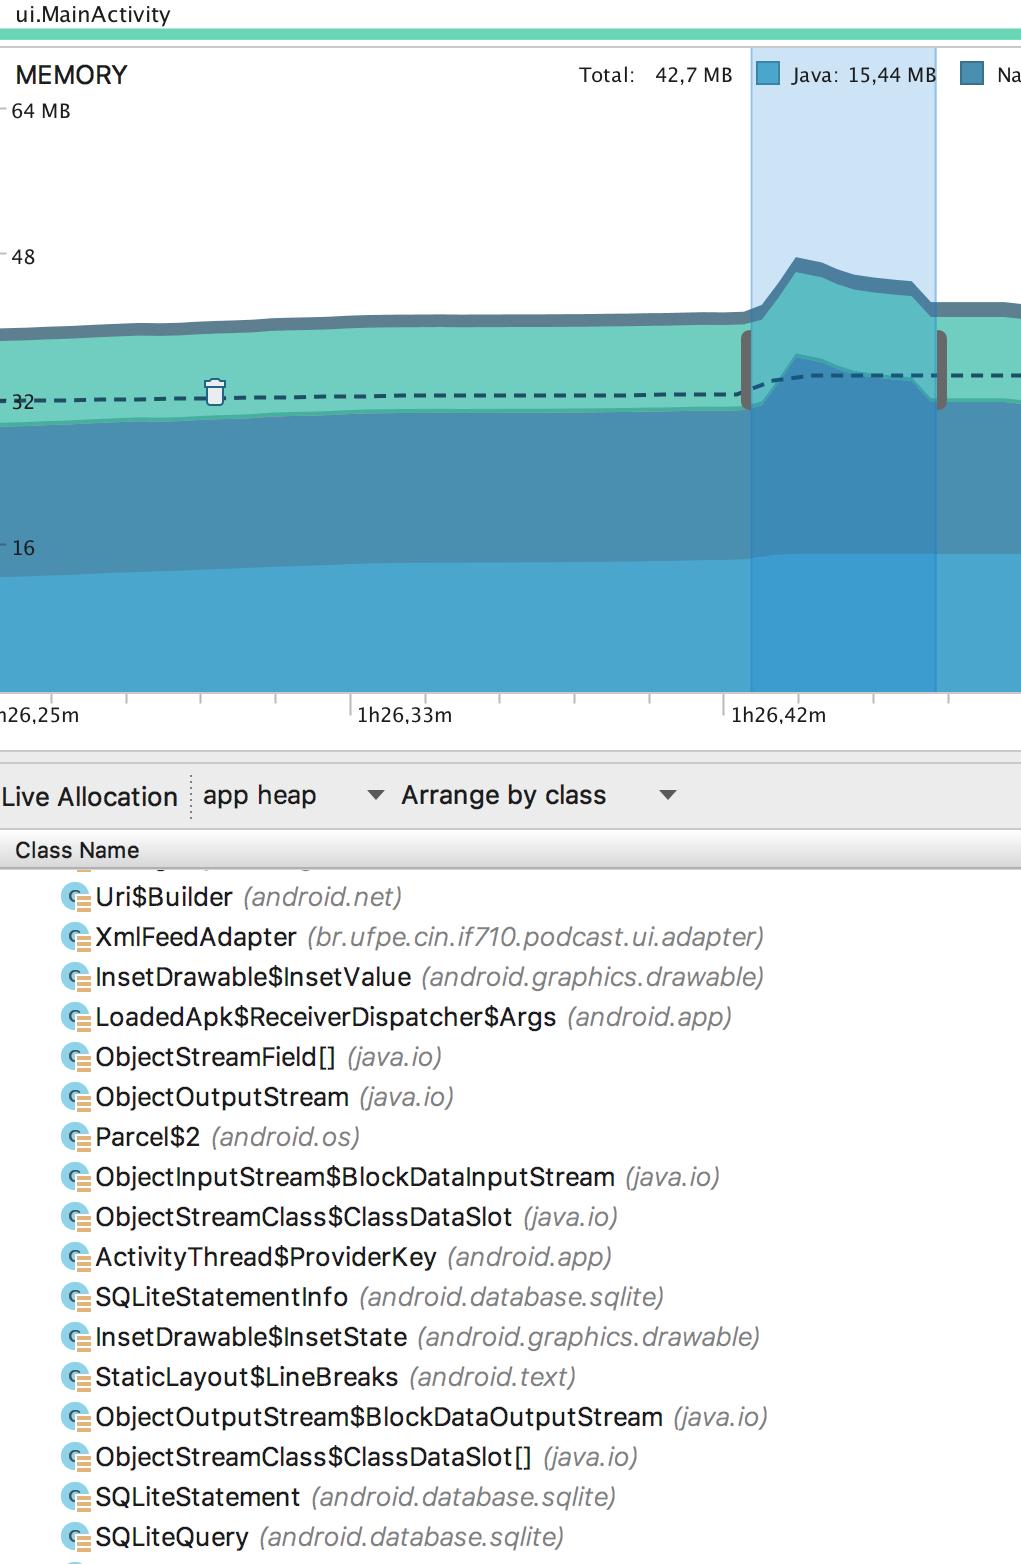 ui.MainActivity
MEMORY
Total: 42,7 MB Java: 15,44 MB Na
64 MB
48
32
16
h26,25m 1h26,33m 1h26,42m
Live Allocation app heap Arrange by class
Class Name
Uri$Builder (android.net)
XmlFeedAdapter (br.ufpe.cin.if710.podcast.ui.adapter)
InsetDrawable$InsetValue (android.graphics.drawable)
LoadedApk$ReceiverDispatcher$Args (android.app)
ObjectStreamField[] (java.io)
ObjectOutputStream (java.io)
Parcel$2 (android.os)
ObjectInputStream$BlockDataInputStream (java.io)
ObjectStreamClass$ClassDataSlot (java.io)
ActivityThread$ProviderKey (android.app)
SQLiteStatementInfo (android.database.sqlite)
InsetDrawable$InsetState (android.graphics.drawable)
StaticLayout$LineBreaks (android.text)
ObjectOutputStream$BlockDataOutputStream (java.io)
ObjectStreamClass$ClassDataSlot[] (java.io)
SQLiteStatement (android.database.sqlite)
SQLiteQuery (android.database.sqlite)